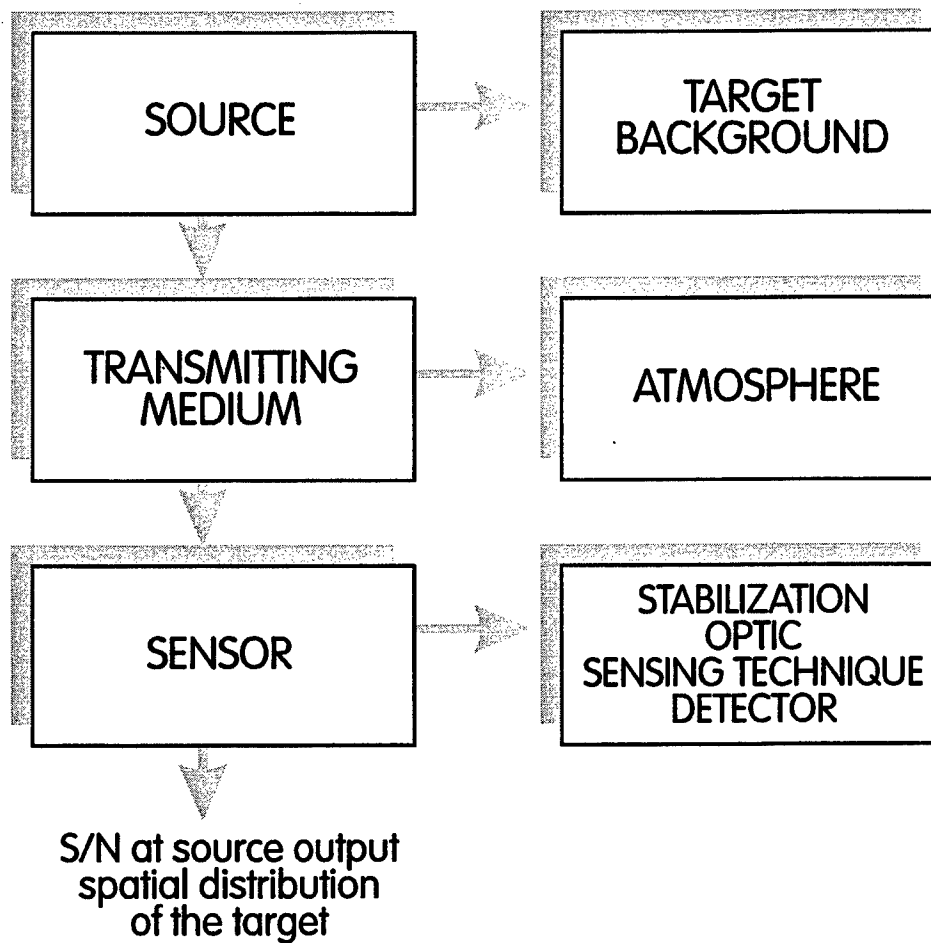 SOURCE
TARGET
BACKGROUND
TRANSMITTING
MEDIUM
ATMOSPHERE
SENSOR
STABILIZATION
OPTIC
SENSING TECHNIQUE
DETECTOR
S/N at source output
spatial distribution
of the target